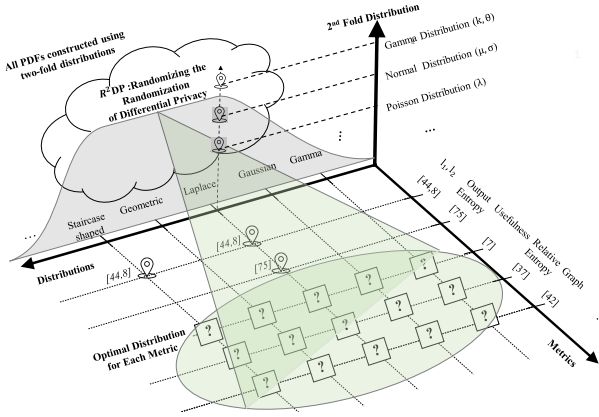 All PDFs constructed using
two-fold distributions
2nd Fold Distribution
Gamma Distribution (k, θ)
Normal Distribution (μ, σ)
Poisson Distribution (λ)
...
R²DP :Randomizing the
Randomization
of Differential Privacy
...
Staircase
shaped
Geometric
Laplace
Gaussian
Gamma
...
Distributions
l₁, l₂ Output Usefulness Relative Graph
Entropy Entropy
[44,8]
[75]
[7]
[37]
[42]
[44,8]
[44,8]
[75]
Optimal Distribution
for Each Metric
? ? ? ? ?
? ? ? ? ?
? ? ? ? ?
Metrics